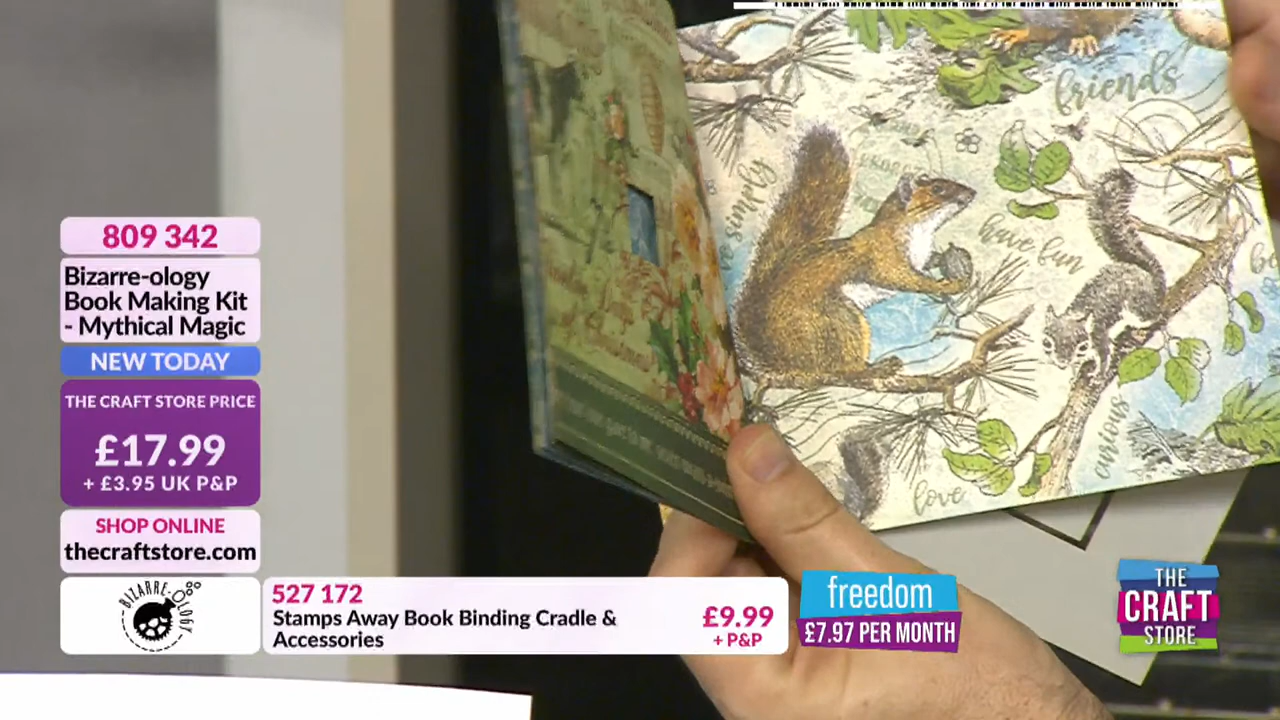 809 342
Bizarre-ology
Book Making Kit
- Mythical Magic
NEW TODAY
THE CRAFT STORE PRICE
£17.99
+ £3.95 UK P&P
SHOP ONLINE
thecraftstore.com
BIZARRE-OLOGY
527 172
Stamps Away Book Binding Cradle &
Accessories
£9.99
+ P&P
freedom
£7.97 PER MONTH
THE
CRAFT
STORE
friends
simply
have fun
curious
love